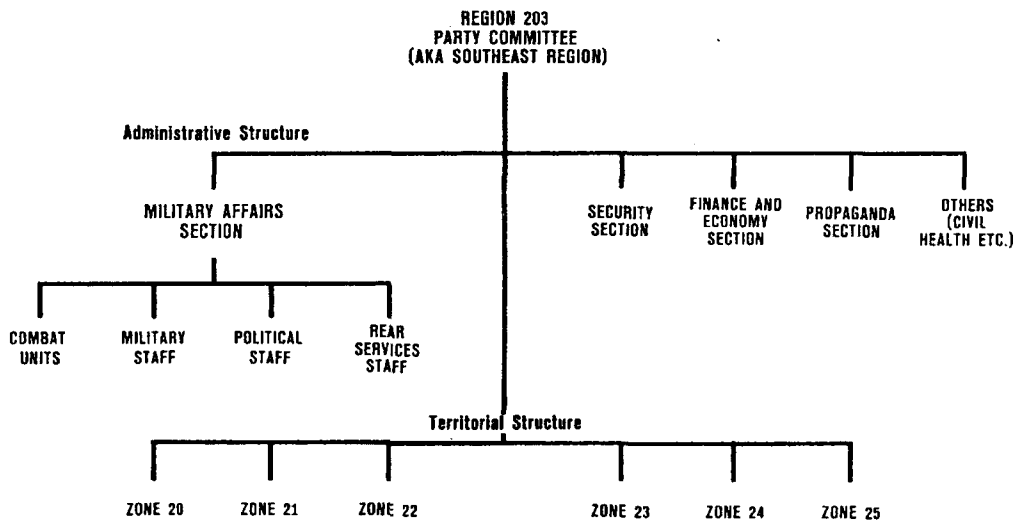 REGION 203
PARTY COMMITTEE
(AKA SOUTHEAST REGION)
Administrative Structure
MILITARY AFFAIRS
SECTION
SECURITY
SECTION
FINANCE AND
ECONOMY
SECTION
PROPAGANDA
SECTION
OTHERS
(CIVIL
HEALTH ETC.)
COMBAT
UNITS
MILITARY
STAFF
POLITICAL
STAFF
REAR
SERVICES
STAFF
Territorial Structure
ZONE 20
ZONE 21
ZONE 22
ZONE 23
ZONE 24
ZONE 25